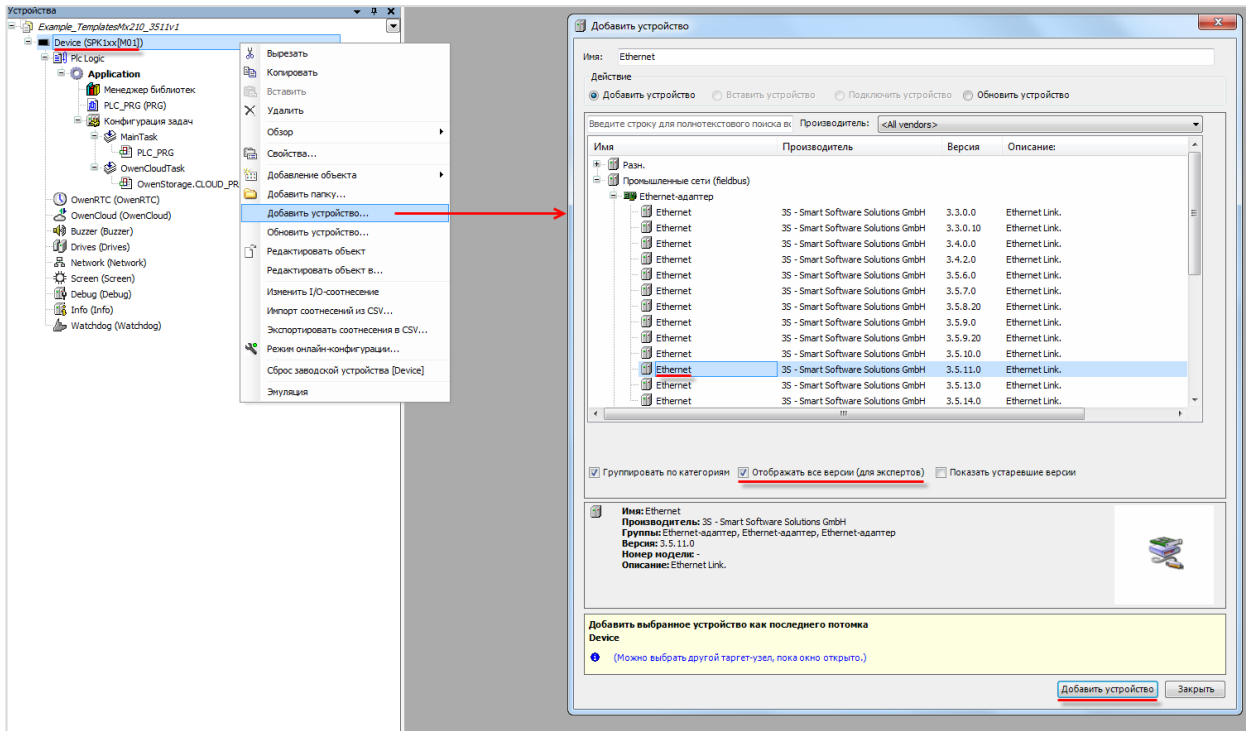 Устройства
Example_TemplatesMx210_3511v1
Device (SPK1xx[M01])
Plc Logic
Application
Менеджер библиотек
PLC_PRG (PRG)
Конфигурация задач
MainTask
PLC_PRG
OwenCloudTask
OwenStorage.CLOUD_PR
OwenRTC (OwenRTC)
OwenCloud (OwenCloud)
Buzzer (Buzzer)
Drives (Drives)
Network (Network)
Screen (Screen)
Debug (Debug)
Info (Info)
Watchdog (Watchdog)
Вырезать
Копировать
Вставить
Удалить
Обзор
Свойства...
Добавление объекта
Добавить папку...
Добавить устройство...
Обновить устройство...
Редактировать объект
Редактировать объект в...
Изменить I/O-соотнесение
Импорт соотнесений из CSV...
Экспортировать соотнесения в CSV...
Режим онлайн-конфигурации...
Сброс заводской устройства [Device]
Эмуляция
Добавить устройство
Имя: Ethernet
Действие
Добавить устройство Вставить устройство Подключить устройство Обновить устройство
Введите строку для полнотекстового поиска вс Производитель: <All vendors>
Имя Производитель Версия Описание:
Разн.
Промышленные сети (fieldbus)
Ethernet-адаптер
Ethernet 3S - Smart Software Solutions GmbH 3.3.0.0 Ethernet Link.
Ethernet 3S - Smart Software Solutions GmbH 3.3.0.10 Ethernet Link.
Ethernet 3S - Smart Software Solutions GmbH 3.4.0.0 Ethernet Link.
Ethernet 3S - Smart Software Solutions GmbH 3.4.2.0 Ethernet Link.
Ethernet 3S - Smart Software Solutions GmbH 3.5.6.0 Ethernet Link.
Ethernet 3S - Smart Software Solutions GmbH 3.5.7.0 Ethernet Link.
Ethernet 3S - Smart Software Solutions GmbH 3.5.8.20 Ethernet Link.
Ethernet 3S - Smart Software Solutions GmbH 3.5.9.0 Ethernet Link.
Ethernet 3S - Smart Software Solutions GmbH 3.5.9.20 Ethernet Link.
Ethernet 3S - Smart Software Solutions GmbH 3.5.10.0 Ethernet Link.
Ethernet 3S - Smart Software Solutions GmbH 3.5.11.0 Ethernet Link.
Ethernet 3S - Smart Software Solutions GmbH 3.5.13.0 Ethernet Link.
Ethernet 3S - Smart Software Solutions GmbH 3.5.14.0 Ethernet Link.
Группировать по категориям Отображать все версии (для экспертов) Показать устаревшие версии
Имя: Ethernet
Производитель: 3S - Smart Software Solutions GmbH
Группы: Ethernet-адаптер, Ethernet-адаптер, Ethernet-адаптер
Версия: 3.5.11.0
Номер модели: -
Описание: Ethernet Link.
Добавить выбранное устройство как последнего потомка
Device
(Можно выбрать другой таргет-узел, пока окно открыто.)
Добавить устройство Закрыть